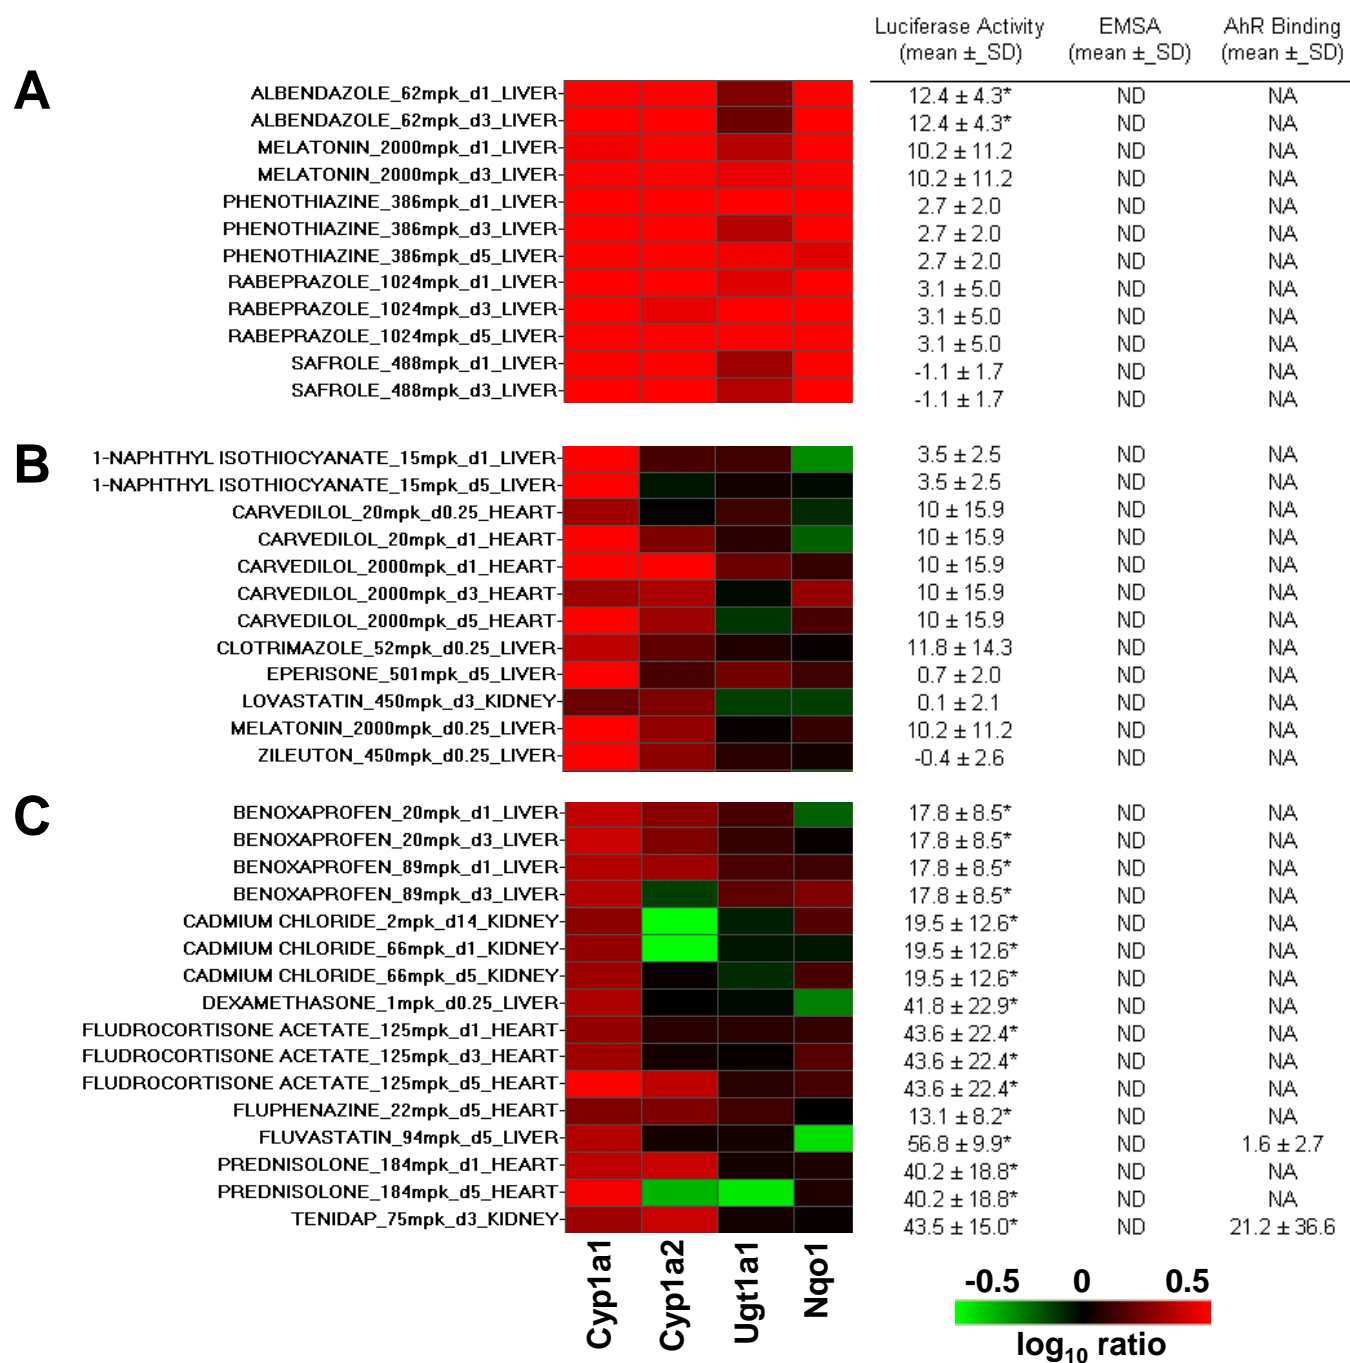 Luciferase Activity EMSA AhR Binding
(mean ±_SD) (mean ±_SD) (mean ±_SD)
A
ALBENDAZOLE_62mpk_d1_LIVER 12.4 ± 4.3* ND NA
ALBENDAZOLE_62mpk_d3_LIVER 12.4 ± 4.3* ND NA
MELATONIN_2000mpk_d1_LIVER 10.2 ± 11.2 ND NA
MELATONIN_2000mpk_d3_LIVER 10.2 ± 11.2 ND NA
PHENOTHIAZINE_386mpk_d1_LIVER 2.7 ± 2.0 ND NA
PHENOTHIAZINE_386mpk_d3_LIVER 2.7 ± 2.0 ND NA
PHENOTHIAZINE_386mpk_d5_LIVER 2.7 ± 2.0 ND NA
RABEPRAZOLE_1024mpk_d1_LIVER 3.1 ± 5.0 ND NA
RABEPRAZOLE_1024mpk_d3_LIVER 3.1 ± 5.0 ND NA
RABEPRAZOLE_1024mpk_d5_LIVER 3.1 ± 5.0 ND NA
SAFROLE_488mpk_d1_LIVER -1.1 ± 1.7 ND NA
SAFROLE_488mpk_d3_LIVER -1.1 ± 1.7 ND NA
B
1-NAPHTHYL ISOTHIOCYANATE_15mpk_d1_LIVER 3.5 ± 2.5 ND NA
1-NAPHTHYL ISOTHIOCYANATE_15mpk_d5_LIVER 3.5 ± 2.5 ND NA
CARVEDILOL_20mpk_d0.25_HEART 10 ± 15.9 ND NA
CARVEDILOL_20mpk_d1_HEART 10 ± 15.9 ND NA
CARVEDILOL_2000mpk_d1_HEART 10 ± 15.9 ND NA
CARVEDILOL_2000mpk_d3_HEART 10 ± 15.9 ND NA
CARVEDILOL_2000mpk_d5_HEART 10 ± 15.9 ND NA
CLOTRIMAZOLE_52mpk_d0.25_LIVER 11.8 ± 14.3 ND NA
EPERISONE_501mpk_d5_LIVER 0.7 ± 2.0 ND NA
LOVASTATIN_450mpk_d3_KIDNEY 0.1 ± 2.1 ND NA
MELATONIN_2000mpk_d0.25_LIVER 10.2 ± 11.2 ND NA
ZILEUTON_450mpk_d0.25_LIVER -0.4 ± 2.6 ND NA
C
BENOXAPROFEN_20mpk_d1_LIVER 17.8 ± 8.5* ND NA
BENOXAPROFEN_20mpk_d3_LIVER 17.8 ± 8.5* ND NA
BENOXAPROFEN_89mpk_d1_LIVER 17.8 ± 8.5* ND NA
BENOXAPROFEN_89mpk_d3_LIVER 17.8 ± 8.5* ND NA
CADMIUM CHLORIDE_2mpk_d14_KIDNEY 19.5 ± 12.6* ND NA
CADMIUM CHLORIDE_66mpk_d1_KIDNEY 19.5 ± 12.6* ND NA
CADMIUM CHLORIDE_66mpk_d5_KIDNEY 19.5 ± 12.6* ND NA
DEXAMETHASONE_1mpk_d0.25_LIVER 41.8 ± 22.9* ND NA
FLUDROCORTISONE ACETATE_125mpk_d1_HEART 43.6 ± 22.4* ND NA
FLUDROCORTISONE ACETATE_125mpk_d3_HEART 43.6 ± 22.4* ND NA
FLUDROCORTISONE ACETATE_125mpk_d5_HEART 43.6 ± 22.4* ND NA
FLUPHENAZINE_22mpk_d5_HEART 13.1 ± 8.2* ND NA
FLUVASTATIN_94mpk_d5_LIVER 56.8 ± 9.9* ND 1.6 ± 2.7
PREDNISOLONE_184mpk_d1_HEART 40.2 ± 18.8* ND NA
PREDNISOLONE_184mpk_d5_HEART 40.2 ± 18.8* ND NA
TENIDAP_75mpk_d3_KIDNEY 43.5 ± 15.0* ND 21.2 ± 36.6
Cyp1a1 Cyp1a2 Ugt1a1 Nqo1
-0.5 0 0.5
log10 ratio